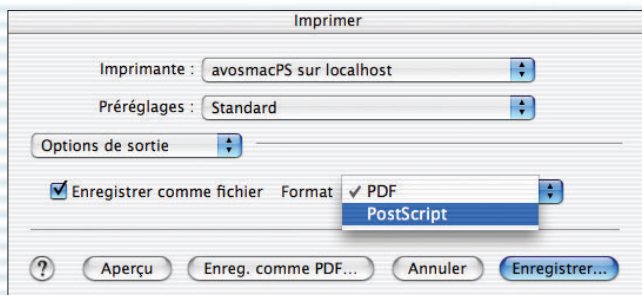 Imprimer
Imprimante : avosmacPS sur localhost
Préréglages : Standard
Options de sortie
Enregistrer comme fichier Format ✓ PDF
PostScript
? Aperçu Enreg. comme PDF... Annuler Enregistrer...